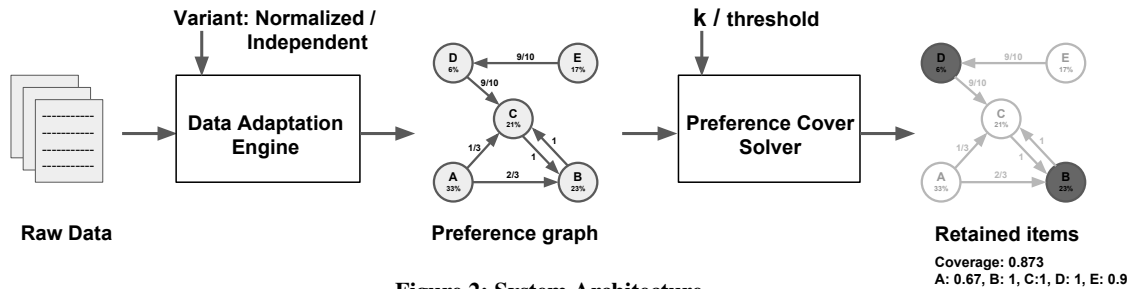 Variant: Normalized /
Independent
k / threshold
Data Adaptation
Engine
Preference Cover
Solver
D
6%
E
17%
9/10
9/10
C
21%
1/3
1
1
A
33%
2/3
B
23%
D
6%
E
17%
9/10
9/10
C
21%
1/3
1
1
A
33%
2/3
B
23%
Raw Data
Preference graph
Retained items
Coverage: 0.873
A: 0.67, B: 1, C:1, D: 1, E: 0.9
Figure 2: System Architecture